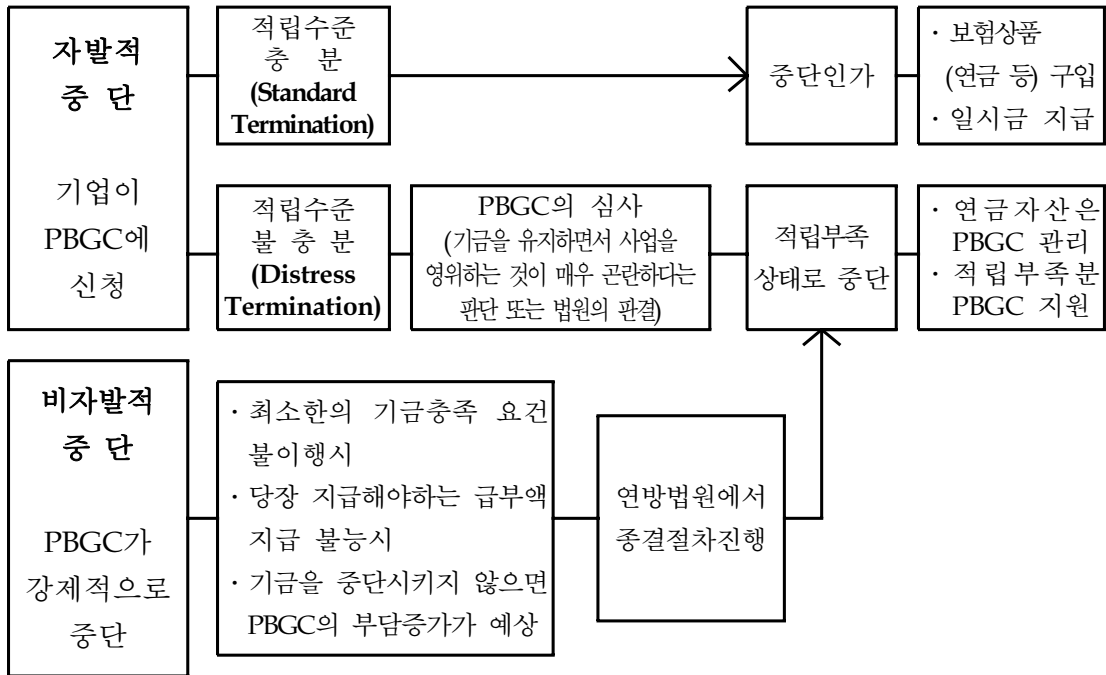 자발적
중 단
기업이
PBGC에
신청
적립수준
충 분
(Standard
Termination)
중단인가
· 보험상품
(연금 등) 구입
· 일시금 지급
적립수준
불 충 분
(Distress
Termination)
PBGC의 심사
(기금을 유지하면서 사업을
영위하는 것이 매우 곤란하다는
판단 또는 법원의 판결)
적립부족
상태로 중단
· 연금자산은
PBGC 관리
· 적립부족분
PBGC 지원
비자발적
중 단
PBGC가
강제적으로
중단
· 최소한의 기금충족 요건
불이행시
· 당장 지급해야하는 급부액
지급 불능시
· 기금을 중단시키지 않으면
PBGC의 부담증가가 예상
연방법원에서
종결절차진행